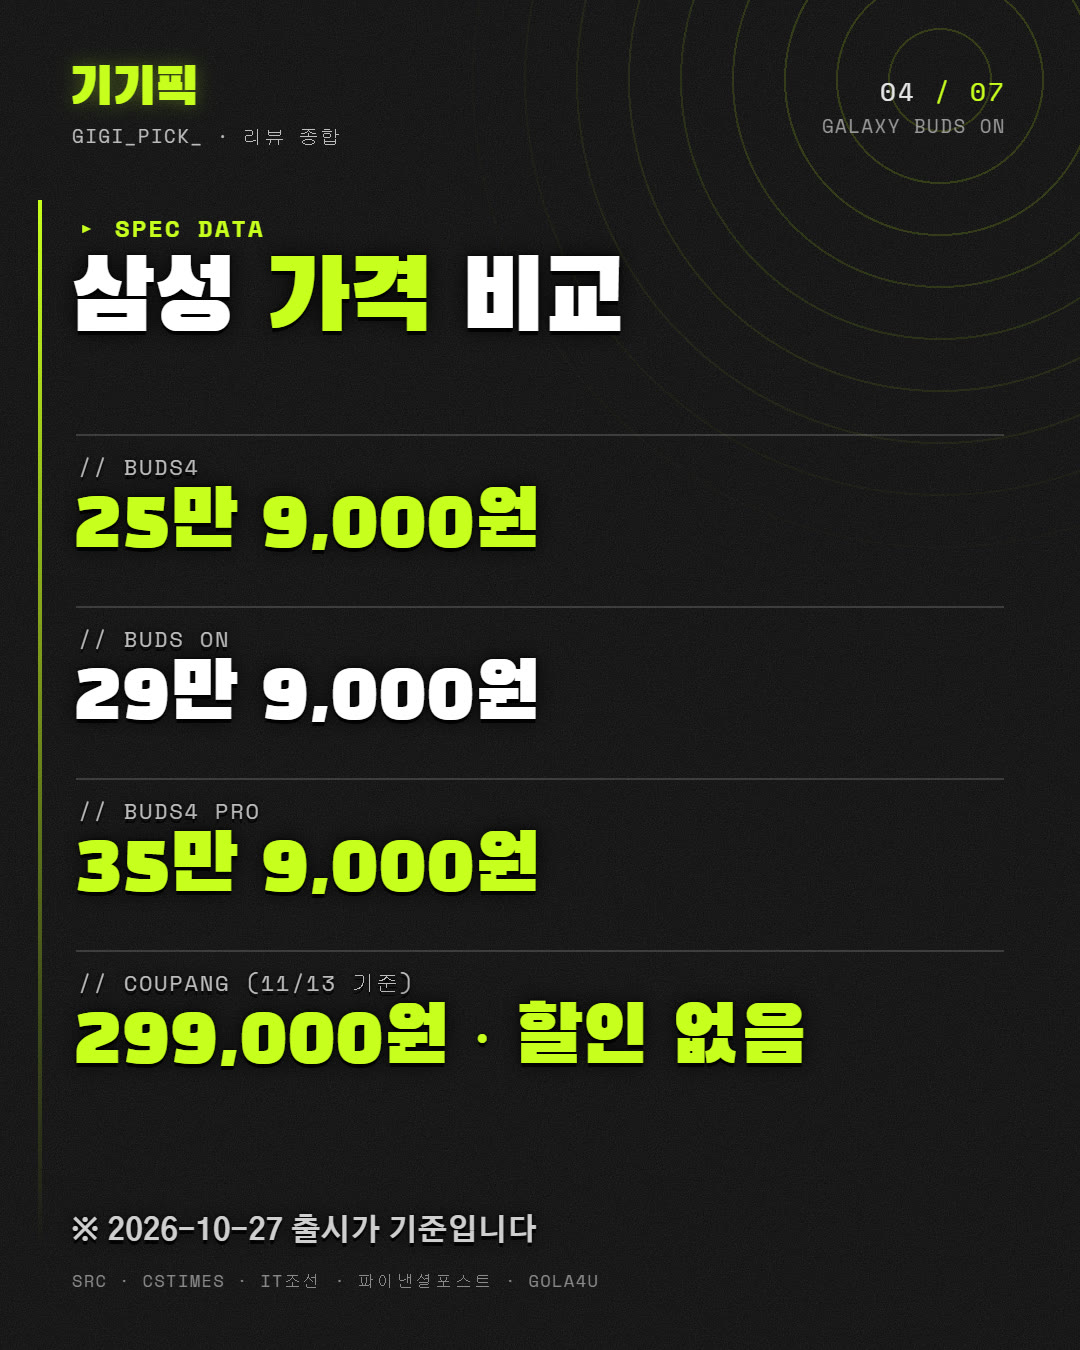 기기픽
04 / 07
GIGI_PICK_ · 리뷰 종합
GALAXY BUDS ON
▸ SPEC DATA
삼성 가격 비교
// BUDS4
25만 9,000원
// BUDS ON
29만 9,000원
// BUDS4 PRO
35만 9,000원
// COUPANG (11/13 기준)
299,000원 · 할인 없음
※ 2026-10-27 출시가 기준입니다
SRC · CSTIMES · IT조선 · 파이낸셜포스트 · GOLA4U